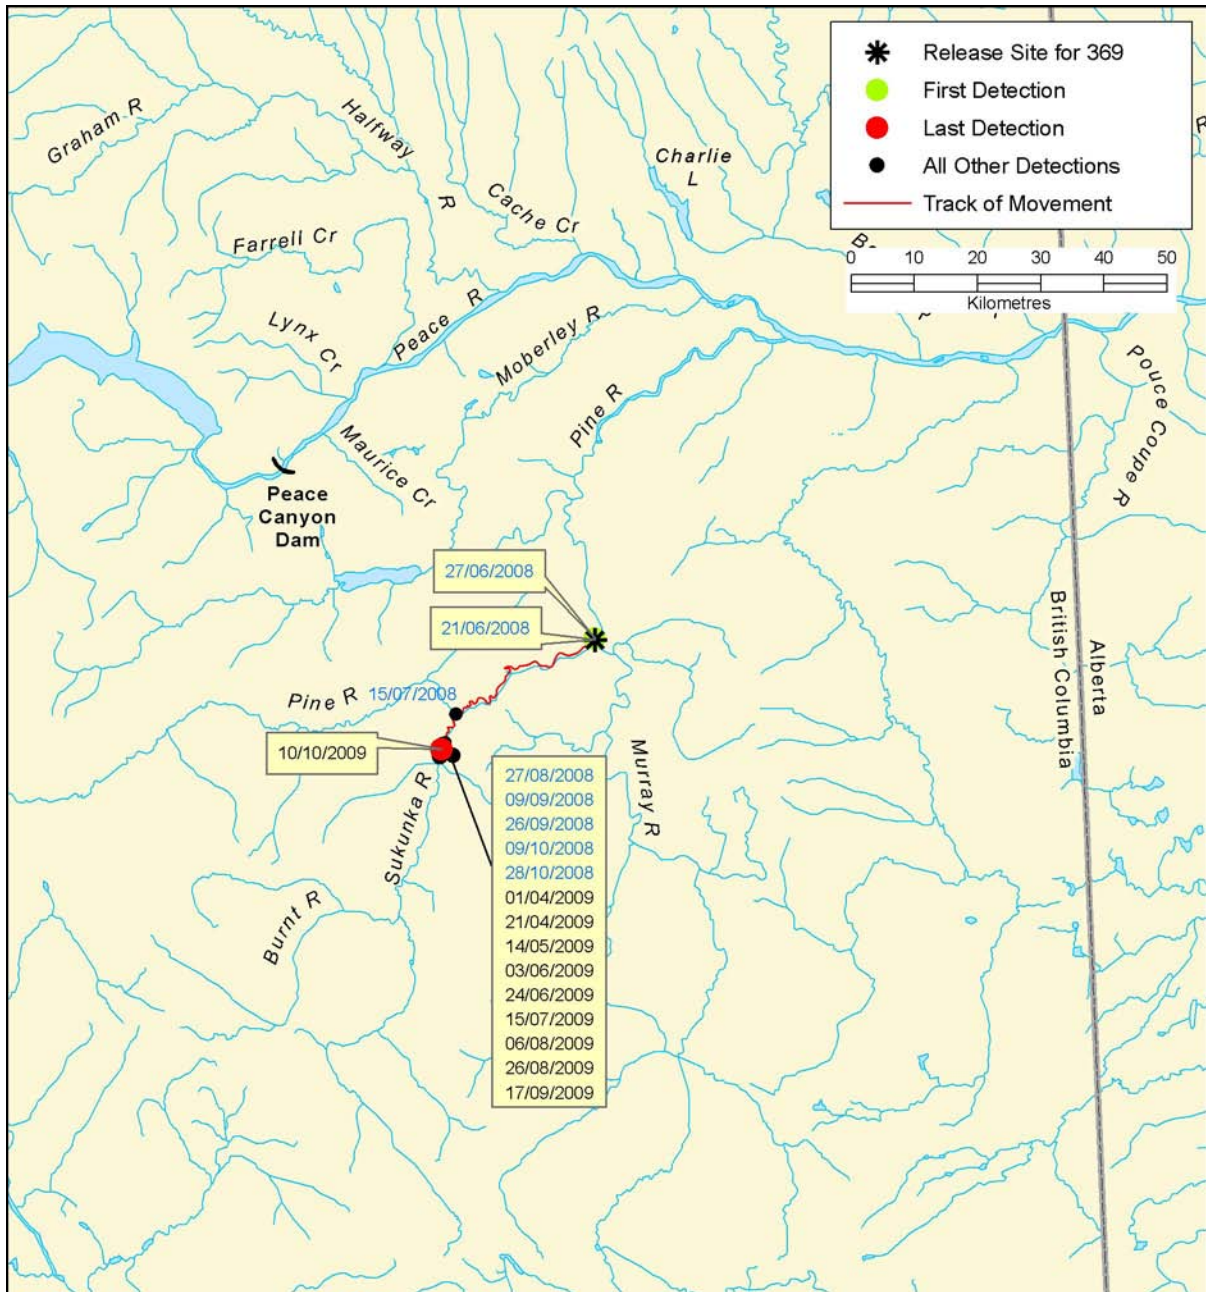 Release Site for 369
First Detection
Last Detection
All Other Detections
Track of Movement
0 10 20 30 40 50
Kilometres
Graham R
Halfway R
Charlie L
Cache Cr
Farrell Cr
Lynx Cr
Peace R
Moberley R
Pine R
Maurice Cr
Pouce Coupe R
R
Peace
Canyon
Dam
27/06/2008
21/06/2008
British Columbia
Alberta
15/07/2008
Pine R
10/10/2009
Sukunka R
Murray R
Burnt R
27/08/2008
09/09/2008
26/09/2008
09/10/2008
28/10/2008
01/04/2009
21/04/2009
14/05/2009
03/06/2009
24/06/2009
15/07/2009
06/08/2009
26/08/2009
17/09/2009